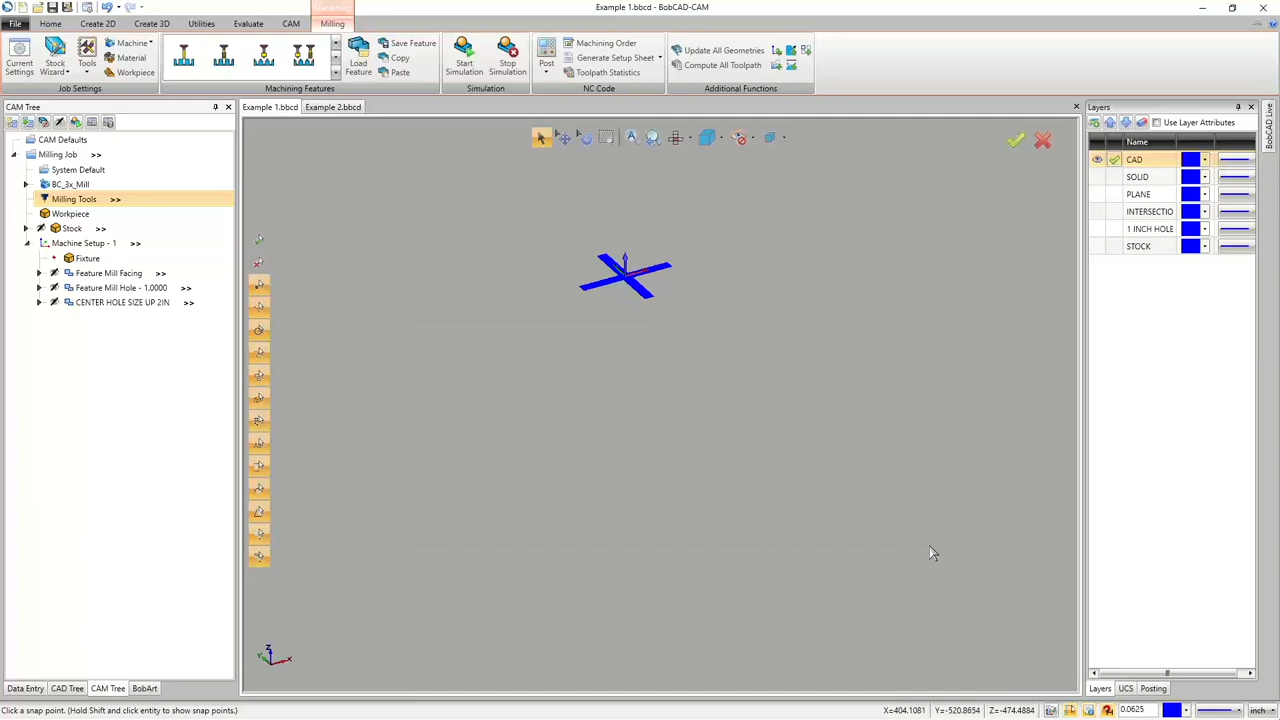 Example 1.bbcd - BobCAD-CAM
File Home Create 2D Create 3D Utilities Evaluate CAM Milling
Current Settings
Stock Wizard
Tools
Machine
Material
Workpiece
Job Settings
Load Feature
Save Feature
Copy
Paste
Machining Features
Start Simulation
Stop Simulation
Simulation
Post
Machining Order
Generate Setup Sheet
Toolpath Statistics
NC Code
Update All Geometries
Compute All Toolpath
Additional Functions
CAM Tree
CAM Defaults
Milling Job >>
System Default
BC_3x_Mill
Milling Tools >>
Workpiece
Stock >>
Machine Setup - 1 >>
Fixture
Feature Mill Facing >>
Feature Mill Hole - 1.0000 >>
CENTER HOLE SIZE UP 2IN >>
Data Entry CAD Tree CAM Tree BobArt
Example 1.bbcd Example 2.bbcd
Z
Y X
Layers
Use Layer Attributes
Name
CAD
SOLID
PLANE
INTERSECTIO
1 INCH HOLE
STOCK
Layers UCS Posting
BobCAD Live
Click a snap point. (Hold Shift and click entity to show snap points.)
X=404.1081 Y=-520.8654 Z=-474.4884 0.0625 inch